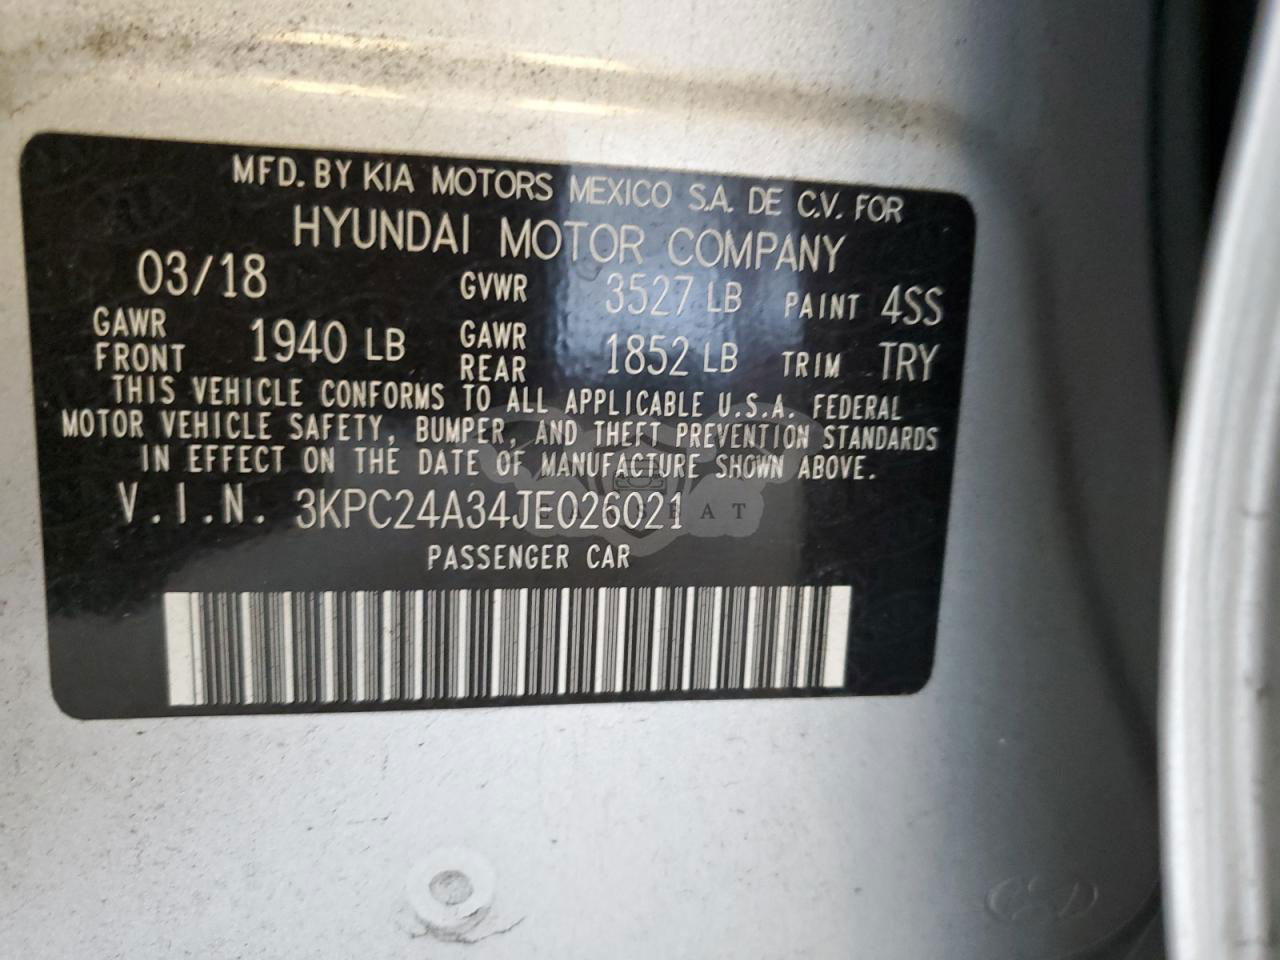 MFD. BY KIA MOTORS MEXICO S.A. DE C.V. FOR
HYUNDAI MOTOR COMPANY
03/18 GVWR 3527 LB PAINT 4SS
GAWR FRONT 1940 LB GAWR REAR 1852 LB TRIM TRY
THIS VEHICLE CONFORMS TO ALL APPLICABLE U.S.A. FEDERAL
MOTOR VEHICLE SAFETY, BUMPER, AND THEFT PREVENTION STANDARDS
IN EFFECT ON THE DATE OF MANUFACTURE SHOWN ABOVE.
V.I.N. 3KPC24A34JE026021
PASSENGER CAR